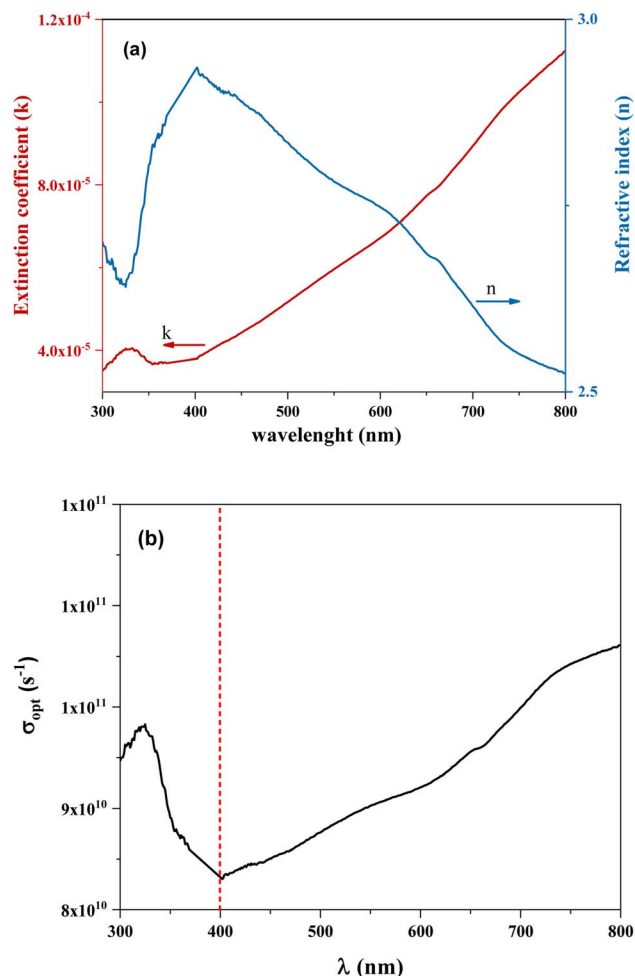 (a)
1.2x10⁻⁴
8.0x10⁻⁵
4.0x10⁻⁵
Extinction coefficient (k)
3.0
2.5
Refractive index (n)
n
k
300 400 500 600 700 800
wavelenght (nm)
(b)
1x10¹¹
1x10¹¹
1x10¹¹
9x10¹⁰
8x10¹⁰
σopt (s⁻¹)
300 400 500 600 700 800
λ (nm)